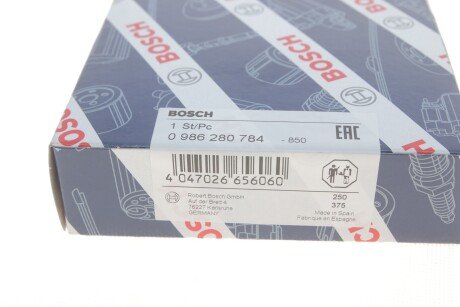 BOSCH
BOSCH
BOSCH
BOSCH
BOSCH
1 St/Pc
0 986 280 784 - 850
EAC
4 047026 656060
Robert Bosch GmbH
Auf der Breit 4
76227 Karlsruhe
GERMANY
250
375
Made in Spain
Fabriqué en Espagne